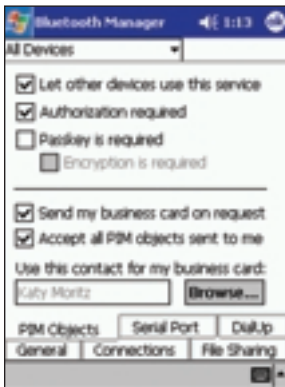 Bluetooth Manager 1:13 ok
All Devices
Let other devices use this service
Authorization required
Passkey is required
Encryption is required
Send my business card on request
Accept all PIM objects sent to me
Use this contact for my business card:
Katy Moritz Browse...
PIM Objects Serial Port DialUp
General Connections File Sharing